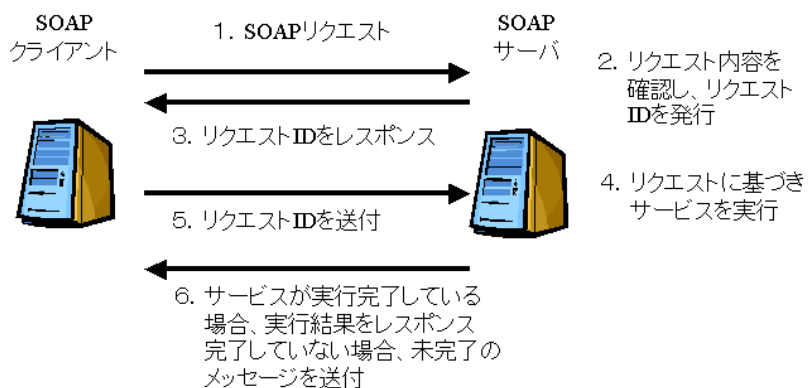 SOAP
クライアント
1. SOAPリクエスト
SOAP
サーバ
2. リクエスト内容を
確認し、リクエスト
IDを発行
3. リクエストIDをレスポンス
4. リクエストに基づき
サービスを実行
5. リクエストIDを送付
6. サービスが実行完了している
場合、実行結果をレスポンス
完了していない場合、未完了の
メッセージを送付